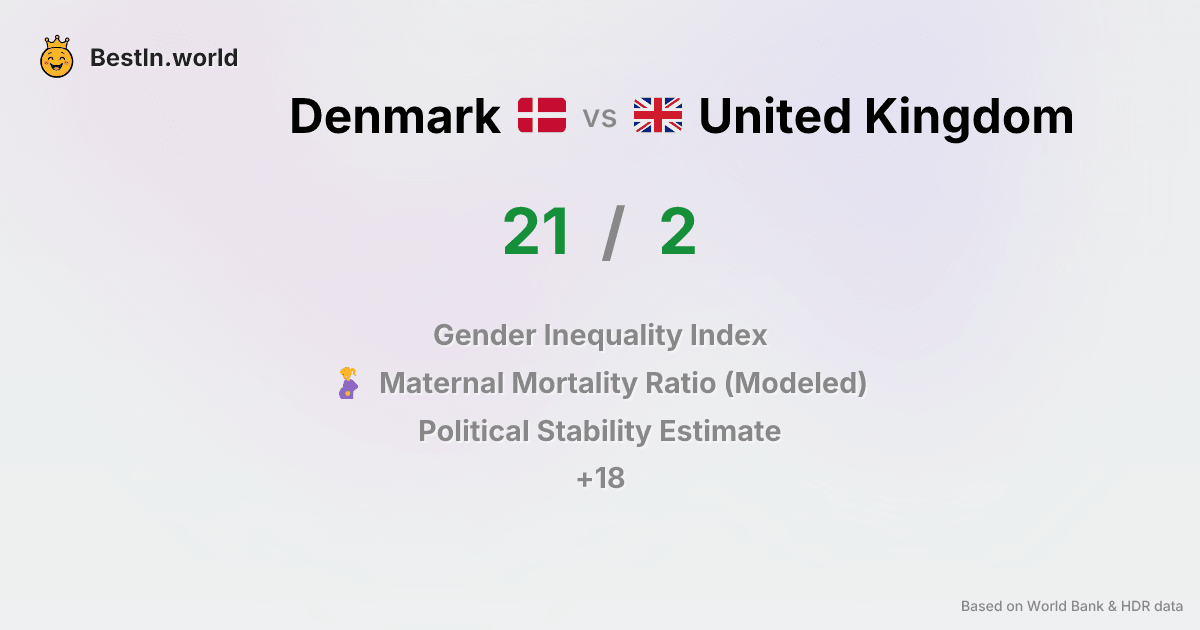 BestIn.world
Denmark vs United Kingdom
21 / 2
Gender Inequality Index
Maternal Mortality Ratio (Modeled)
Political Stability Estimate
+18
Based on World Bank & HDR data